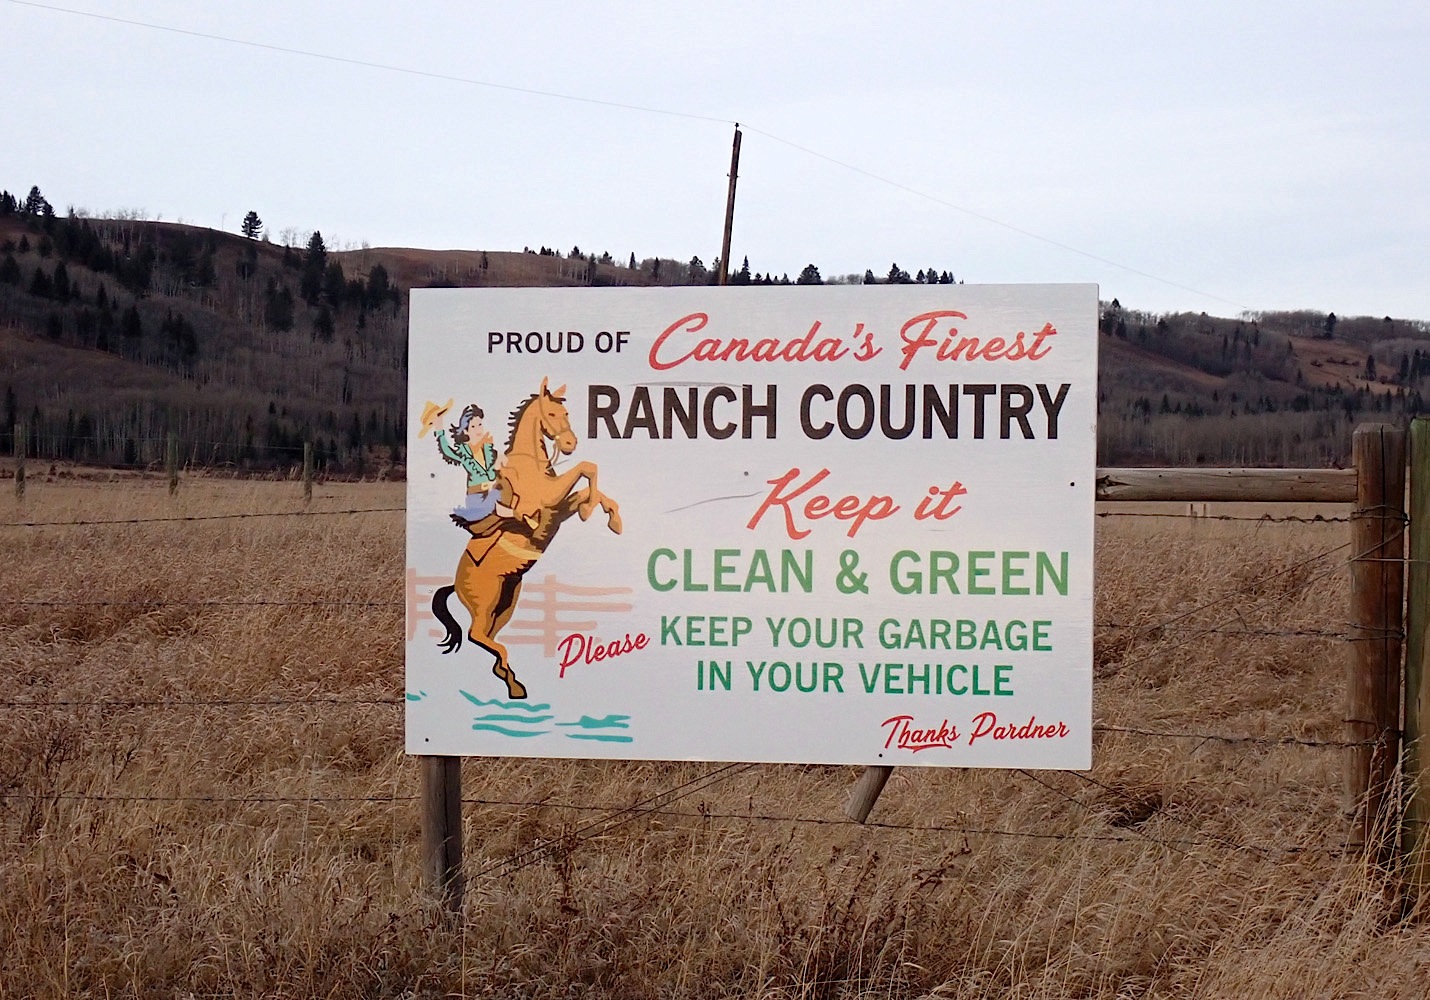 PROUD OF Canada's Finest
RANCH COUNTRY
Keep it
CLEAN & GREEN
Please KEEP YOUR GARBAGE
IN YOUR VEHICLE
Thanks Pardner